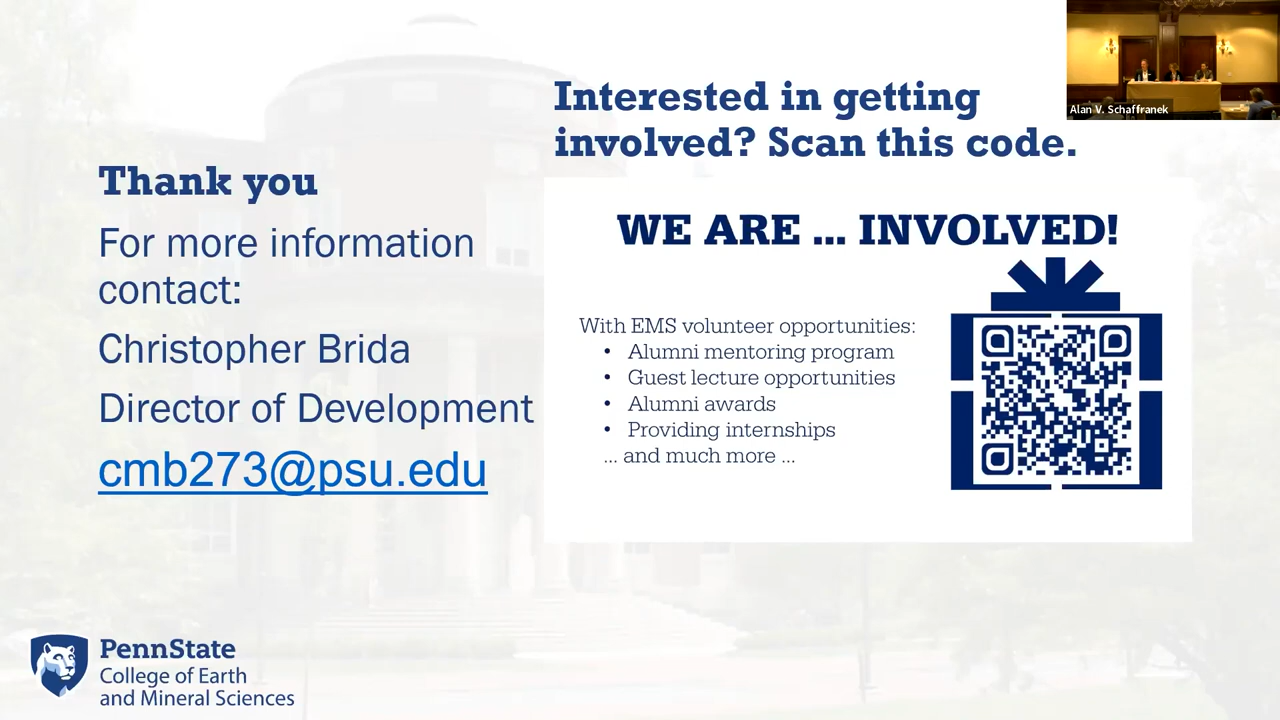 Thank you
For more information
contact:
Christopher Brida
Director of Development
cmb273@psu.edu
Interested in getting
involved? Scan this code.
WE ARE ... INVOLVED!
With EMS volunteer opportunities:
• Alumni mentoring program
• Guest lecture opportunities
• Alumni awards
• Providing internships
... and much more ...
Alan V. Schaffranek
PennState
College of Earth
and Mineral Sciences